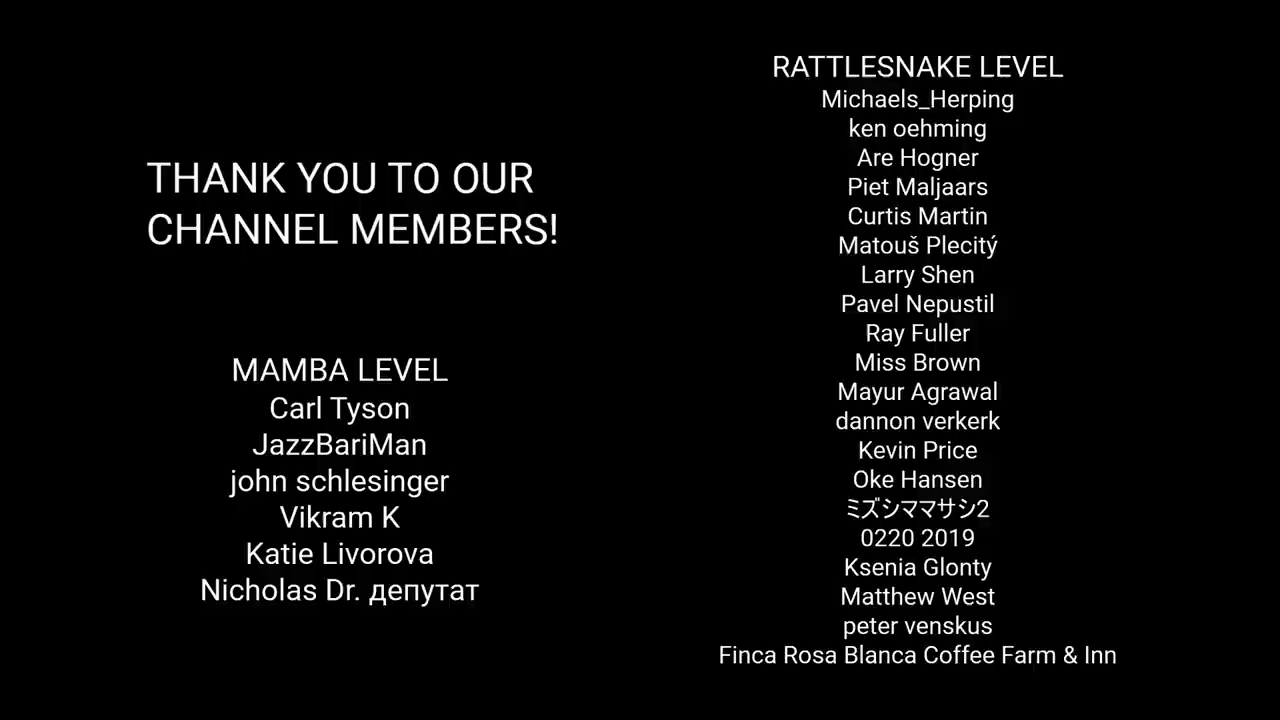 THANK YOU TO OUR
CHANNEL MEMBERS!
MAMBA LEVEL
Carl Tyson
JazzBariMan
john schlesinger
Vikram K
Katie Livorova
Nicholas Dr. депутат
RATTLESNAKE LEVEL
Michaels_Herping
ken oehming
Are Hogner
Piet Maljaars
Curtis Martin
Matouš Plecitý
Larry Shen
Pavel Nepustil
Ray Fuller
Miss Brown
Mayur Agrawal
dannon verkerk
Kevin Price
Oke Hansen
ミズシママサシ2
0220 2019
Ksenia Glonty
Matthew West
peter venskus
Finca Rosa Blanca Coffee Farm & Inn